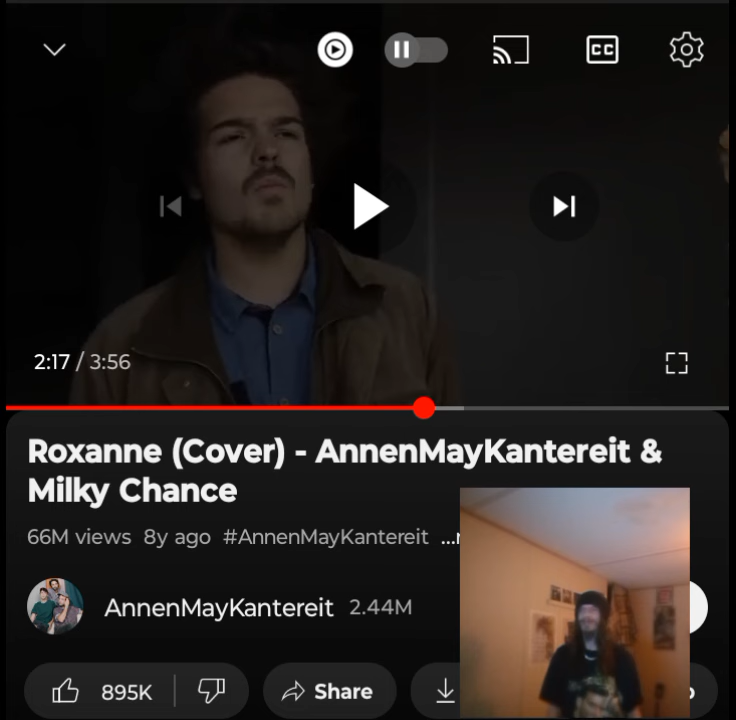 CC
2:17 / 3:56
Roxanne (Cover) - AnnenMayKantereit &
Milky Chance
66M views 8y ago #AnnenMayKantereit ...
AnnenMayKantereit 2.44M
895K Share